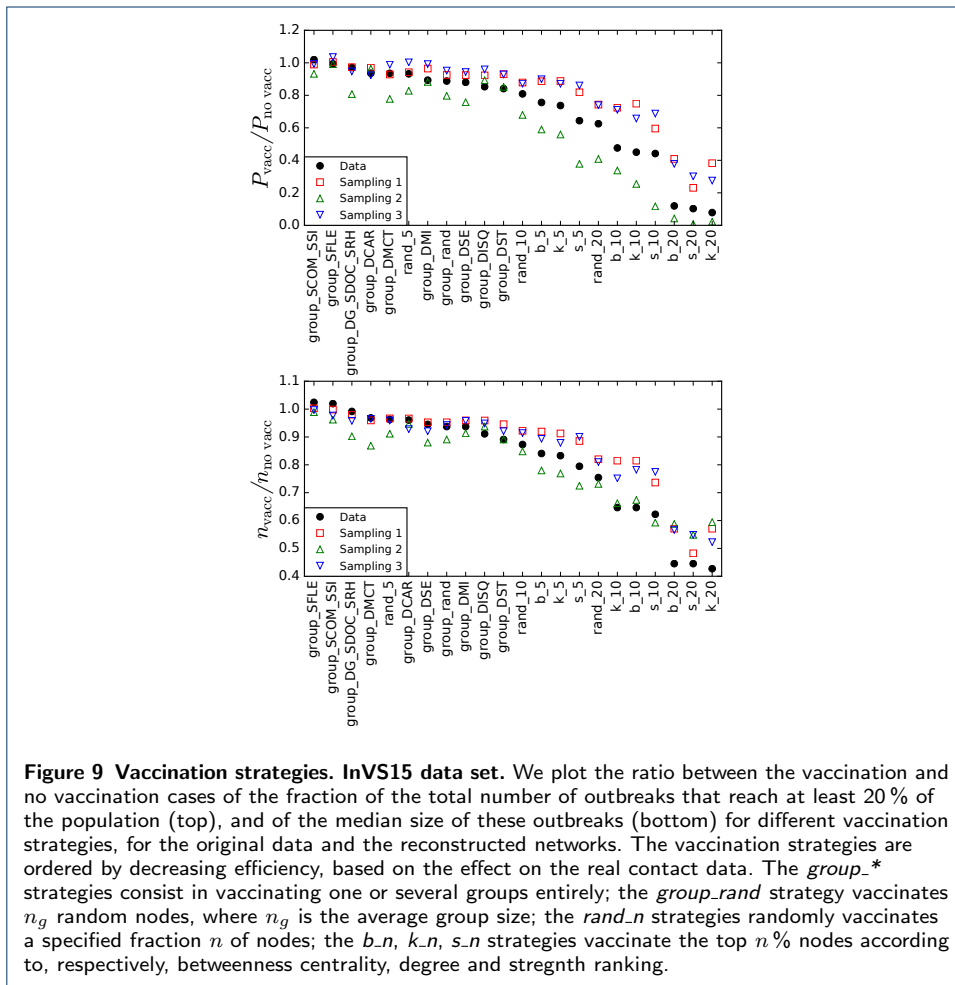 1.2
1.0
0.8
0.6
0.4
0.2
0.0
P_vacc/P_no vacc
Data
Sampling 1
Sampling 2
Sampling 3
group_SCOM_SSI
group_SFLE
group_DG_SDOC_SRH
group_DCAR
group_DMCT
rand_5
group_DMI
group_rand
group_DSE
group_DISQ
group_DST
rand_10
b_5
k_5
s_5
rand_20
b_10
k_10
s_10
b_20
s_20
k_20
1.1
1.0
0.9
0.8
0.7
0.6
0.5
0.4
n_vacc/n_no vacc
Data
Sampling 1
Sampling 2
Sampling 3
group_SFLE
group_SCOM_SSI
group_DG_SDOC_SRH
group_DMCT
rand_5
group_DCAR
group_DSE
group_rand
group_DMI
group_DISQ
group_DST
rand_10
b_5
k_5
s_5
rand_20
k_10
b_10
s_10
b_20
s_20
k_20
Figure 9 Vaccination strategies. InVS15 data set. We plot the ratio between the vaccination and
no vaccination cases of the fraction of the total number of outbreaks that reach at least 20 % of
the population (top), and of the median size of these outbreaks (bottom) for different vaccination
strategies, for the original data and the reconstructed networks. The vaccination strategies are
ordered by decreasing efficiency, based on the effect on the real contact data. The group_*
strategies consist in vaccinating one or several groups entirely; the group_rand strategy vaccinates
n_g random nodes, where n_g is the average group size; the rand_n strategies randomly vaccinates
a specified fraction n of nodes; the b_n, k_n, s_n strategies vaccinate the top n % nodes according
to, respectively, betweenness centrality, degree and stregnth ranking.